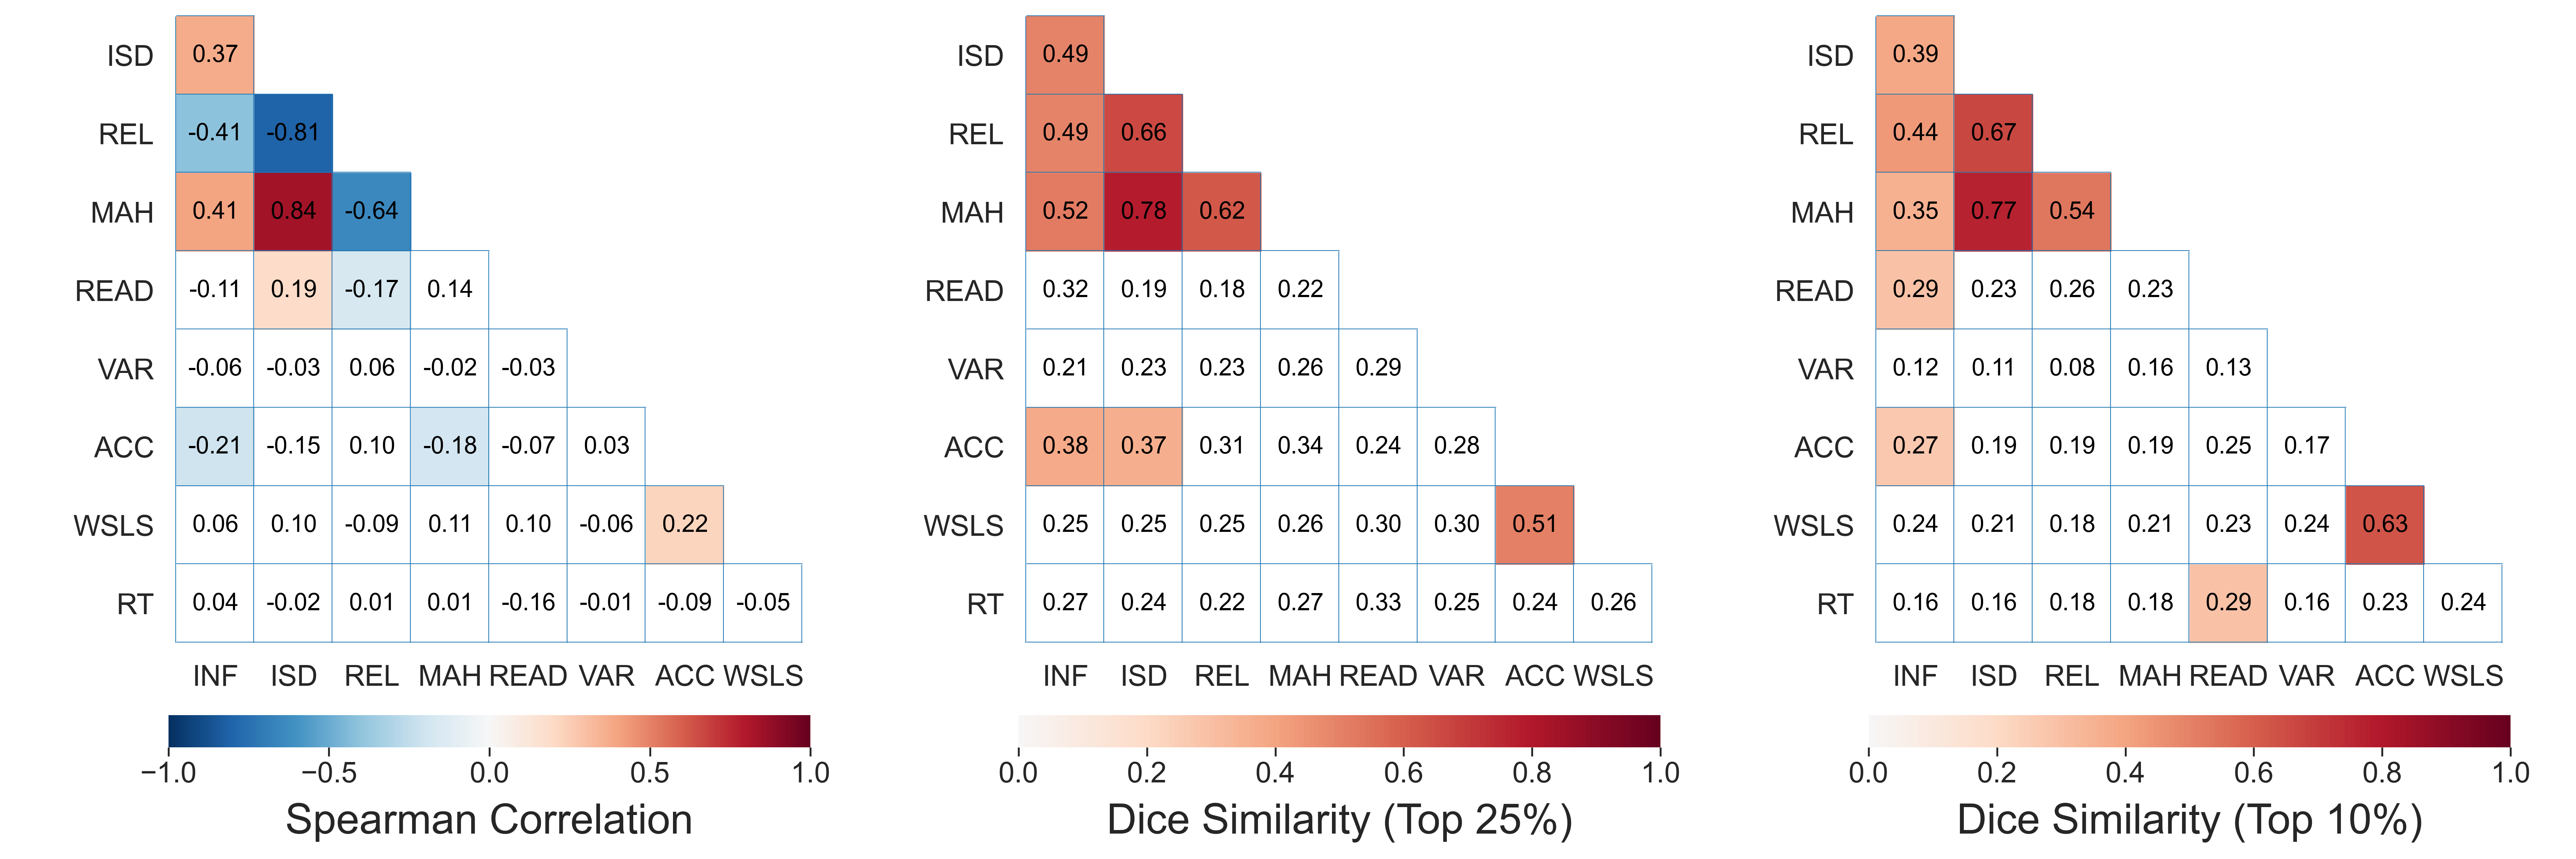 ISD 0.37
REL -0.41 -0.81
MAH 0.41 0.84 -0.64
READ -0.11 0.19 -0.17 0.14
VAR -0.06 -0.03 0.06 -0.02 -0.03
ACC -0.21 -0.15 0.10 -0.18 -0.07 0.03
WSLS 0.06 0.10 -0.09 0.11 0.10 -0.06 0.22
RT 0.04 -0.02 0.01 0.01 -0.16 -0.01 -0.09 -0.05
INF ISD REL MAH READ VAR ACC WSLS
−1.0 −0.5 0.0 0.5 1.0
Spearman Correlation
ISD 0.49
REL 0.49 0.66
MAH 0.52 0.78 0.62
READ 0.32 0.19 0.18 0.22
VAR 0.21 0.23 0.23 0.26 0.29
ACC 0.38 0.37 0.31 0.34 0.24 0.28
WSLS 0.25 0.25 0.25 0.26 0.30 0.30 0.51
RT 0.27 0.24 0.22 0.27 0.33 0.25 0.24 0.26
INF ISD REL MAH READ VAR ACC WSLS
0.0 0.2 0.4 0.6 0.8 1.0
Dice Similarity (Top 25%)
ISD 0.39
REL 0.44 0.67
MAH 0.35 0.77 0.54
READ 0.29 0.23 0.26 0.23
VAR 0.12 0.11 0.08 0.16 0.13
ACC 0.27 0.19 0.19 0.19 0.25 0.17
WSLS 0.24 0.21 0.18 0.21 0.23 0.24 0.63
RT 0.16 0.16 0.18 0.18 0.29 0.16 0.23 0.24
INF ISD REL MAH READ VAR ACC WSLS
0.0 0.2 0.4 0.6 0.8 1.0
Dice Similarity (Top 10%)